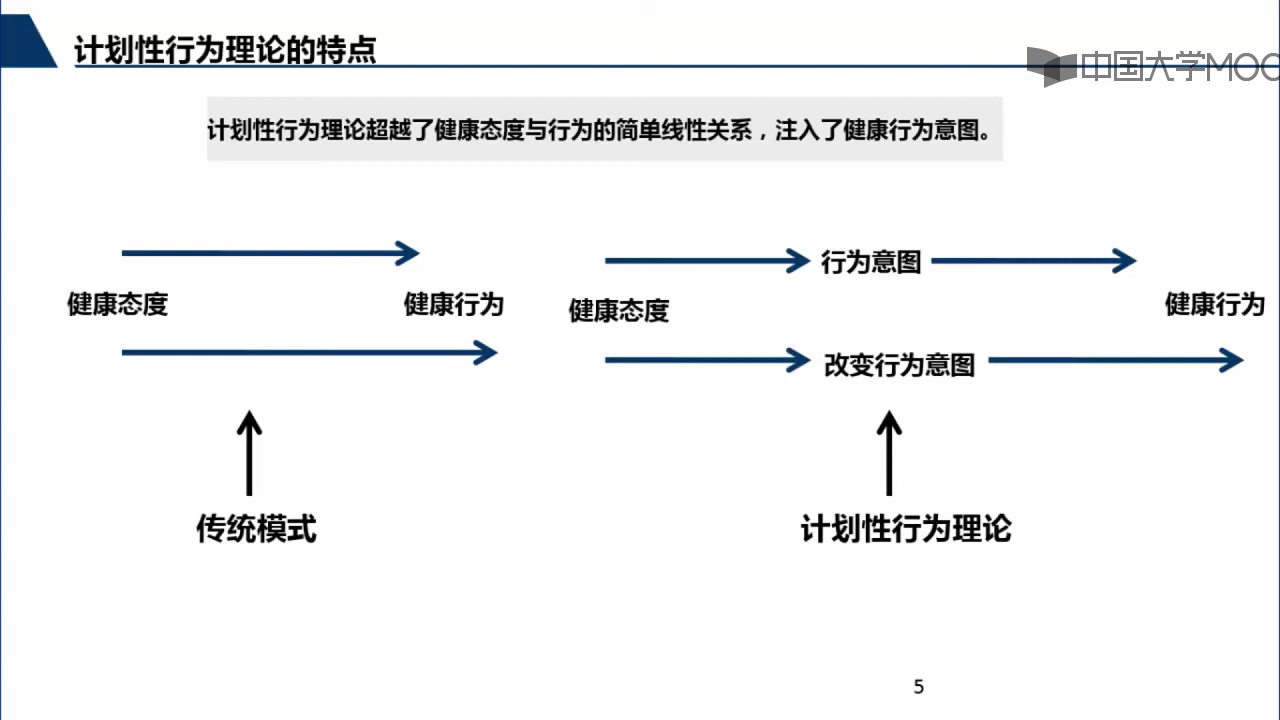 计划性行为理论的特点
中国大学MOO
计划性行为理论超越了健康态度与行为的简单线性关系，注入了健康行为意图。
行为意图
健康态度
健康行为
健康态度
健康行为
改变行为意图
传统模式
计划性行为理论
5